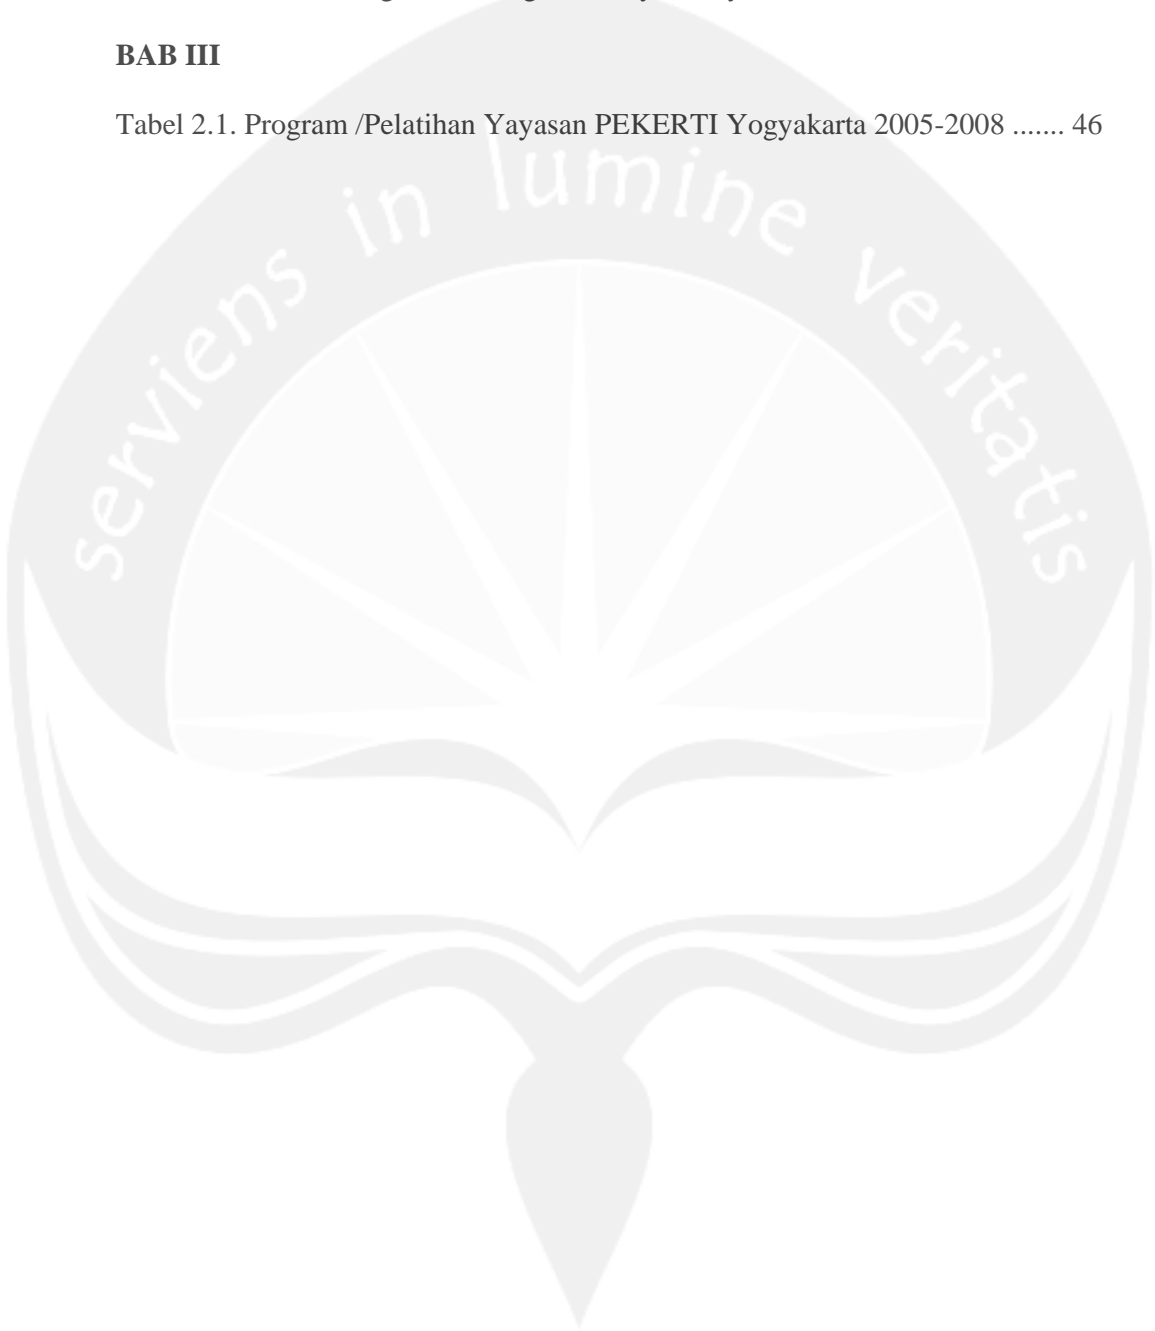 BAB III
Tabel 2.1. Program /Pelatihan Yayasan PEKERTI Yogyakarta 2005-2008 ....... 46
serviens in lumine veritatis